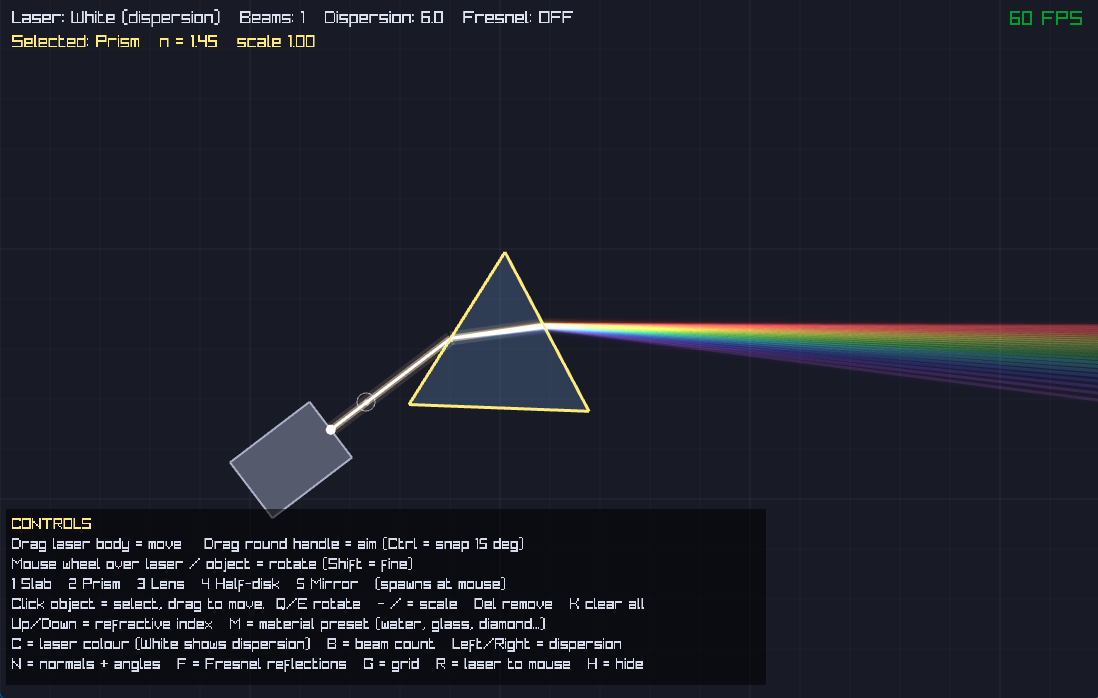 Laser: White (dispersion)   Beams: 1   Dispersion: 6.0   Fresnel: OFF
60 FPS
Selected: Prism   n = 1.45   scale 1.00
CONTROLS
Drag laser body = move    Drag round handle = aim (Ctrl = snap 15 deg)
Mouse wheel over laser / object = rotate (Shift = fine)
1 Slab   2 Prism   3 Lens   4 Half-disk   5 Mirror   (spawns at mouse)
Click object = select, drag to move.  Q/E rotate   - / = scale   Del remove   X clear all
Up/Down = refractive index   M = material preset (water, glass, diamond...)
C = laser colour (White shows dispersion)   B = beam count   Left/Right = dispersion
N = normals + angles   F = Fresnel reflections   G = grid   R = laser to mouse   H = hide